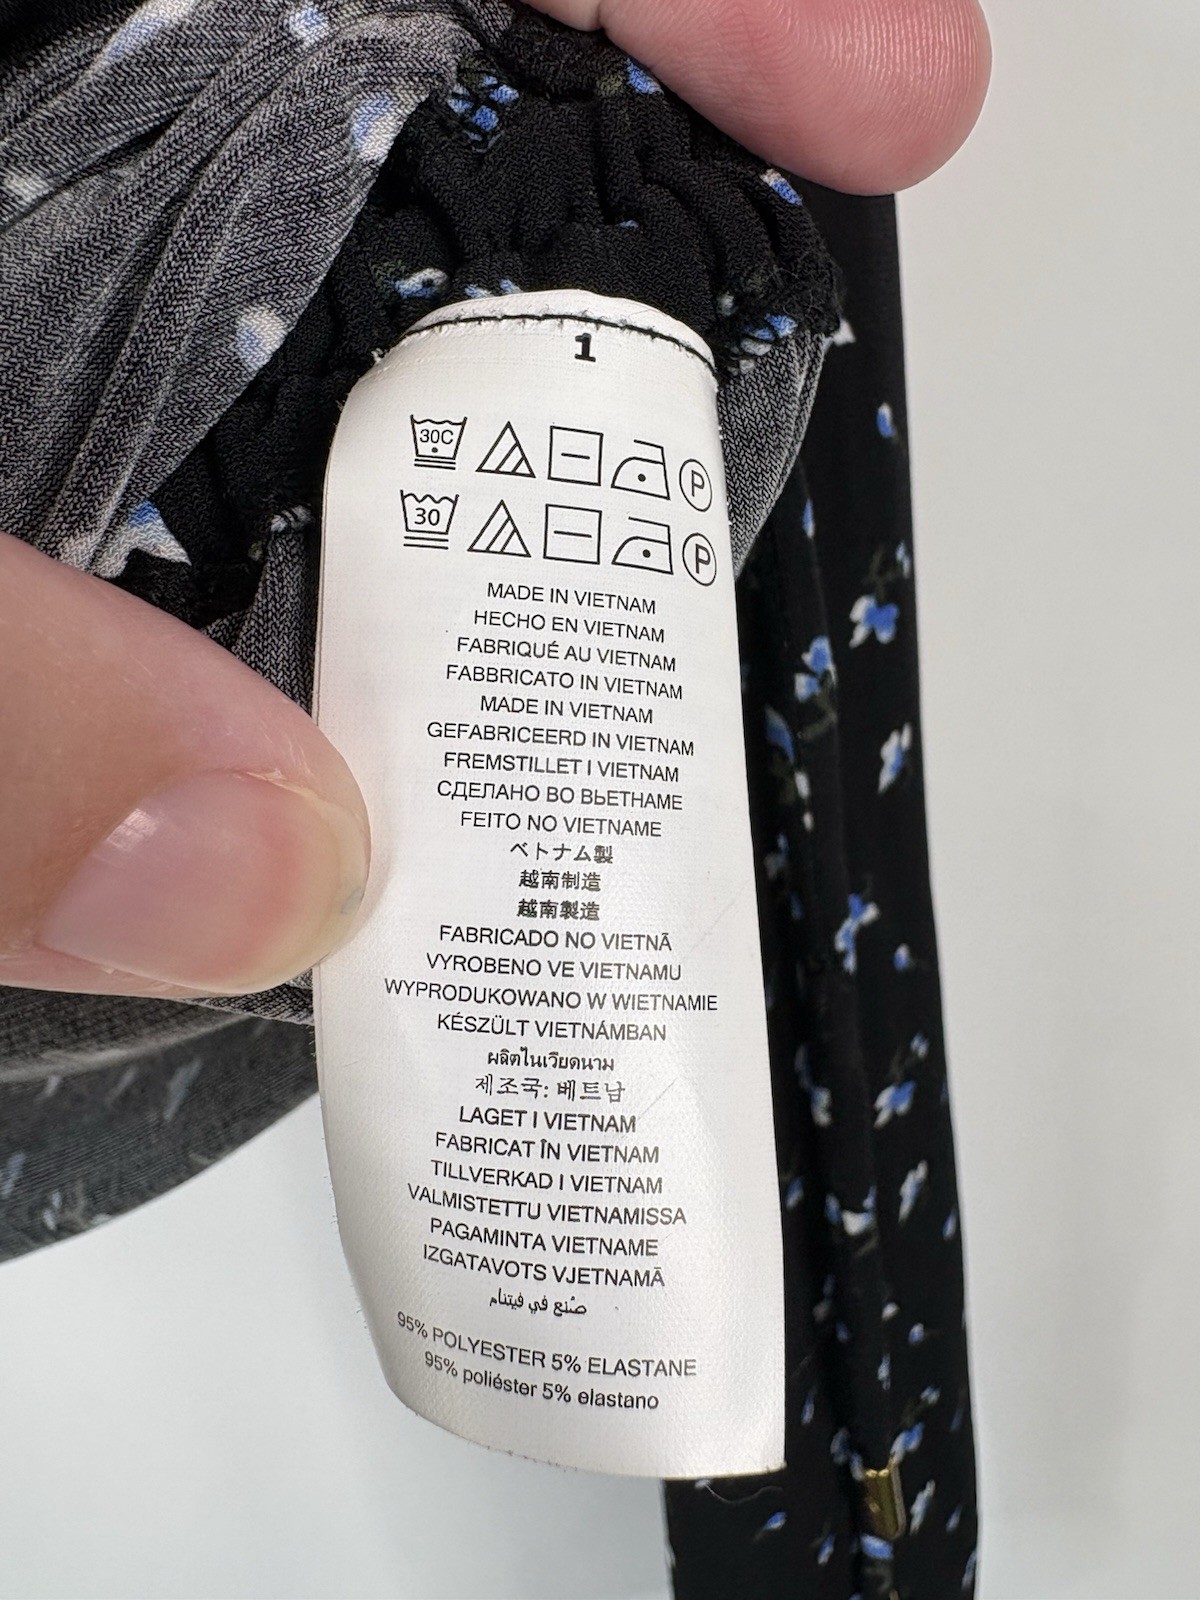 1
30C P
30 P
MADE IN VIETNAM
HECHO EN VIETNAM
FABRIQUÉ AU VIETNAM
FABBRICATO IN VIETNAM
MADE IN VIETNAM
GEFABRICEERD IN VIETNAM
FREMSTILLET I VIETNAM
СДЕЛАНО ВО ВЬЕТНАМЕ
FEITO NO VIETNAME
ベトナム製
越南制造
越南製造
FABRICADO NO VIETNÃ
VYROBENO VE VIETNAMU
WYPRODUKOWANO W WIETNAMIE
KÉSZÜLT VIETNÁMBAN
ผลิตในเวียดนาม
제조국: 베트남
LAGET I VIETNAM
FABRICAT ÎN VIETNAM
TILLVERKAD I VIETNAM
VALMISTETTU VIETNAMISSA
PAGAMINTA VIETNAME
IZGATAVOTS VJETNAMĀ
صُنع في فيتنام
95% POLYESTER 5% ELASTANE
95% poliéster 5% elastano